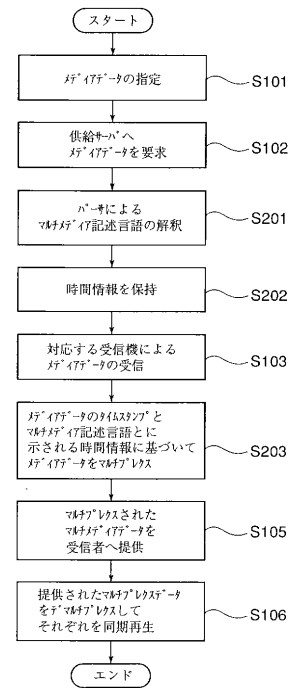 スタート
ﾒﾃﾞｨｱﾃﾞｰﾀの指定
S101
供給ｻｰﾊﾞへ
ﾒﾃﾞｨｱﾃﾞｰﾀを要求
S102
ﾊﾟｰｻによる
ﾏﾙﾁﾒﾃﾞｨｱ記述言語の解釈
S201
時間情報を保持
S202
対応する受信機による
ﾒﾃﾞｨｱﾃﾞｰﾀの受信
S103
ﾒﾃﾞｨｱﾃﾞｰﾀのﾀｲﾑｽﾀﾝﾌﾟと
ﾏﾙﾁﾒﾃﾞｨｱ記述言語とに
示される時間情報に基づいて
ﾒﾃﾞｨｱﾃﾞｰﾀをﾏﾙﾁﾌﾟﾚｸｽ
S203
ﾏﾙﾁﾌﾟﾚｸｽされた
ﾏﾙﾁﾒﾃﾞｨｱﾃﾞｰﾀを
受信者へ提供
S105
提供されたﾏﾙﾁﾌﾟﾚｸｽﾃﾞｰﾀ
をﾃﾞﾏﾙﾁﾌﾟﾚｸｽして
それぞれを同期再生
S106
エンド